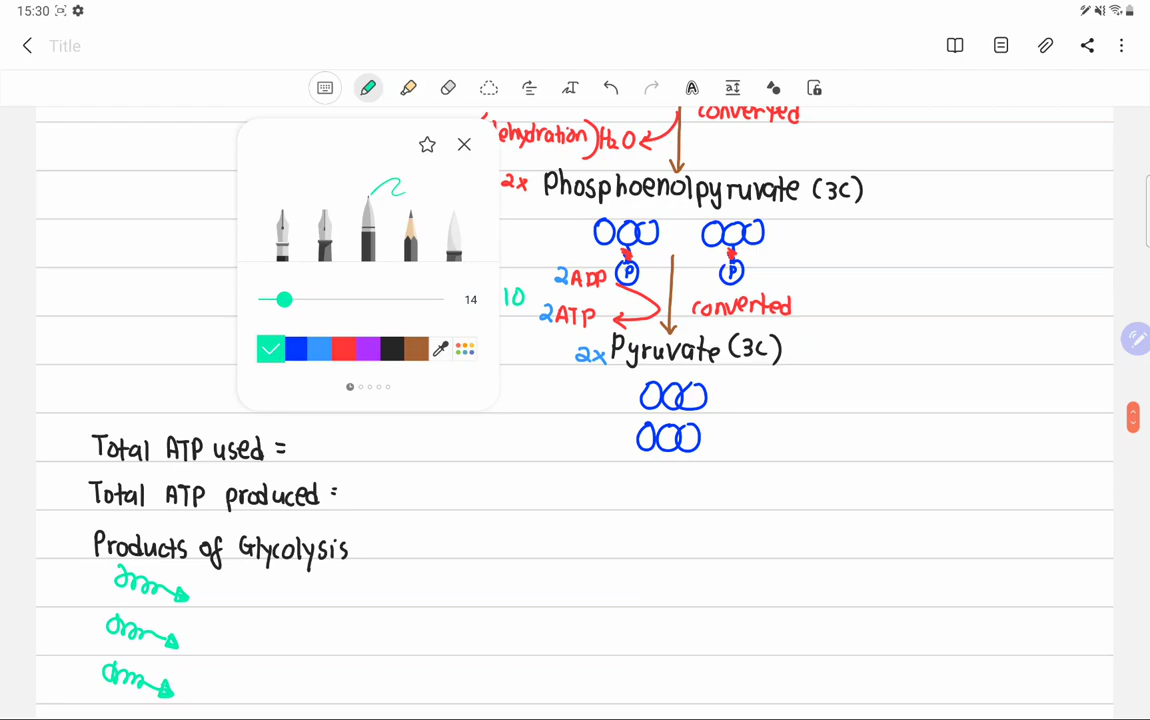 15:30
Title
converted
ehydration) H2O
2x Phosphoenolpyruvate (3C)
P P
2ADP
10
2ATP
converted
2x Pyruvate (3C)
14
Total ATP used =
Total ATP produced =
Products of Glycolysis